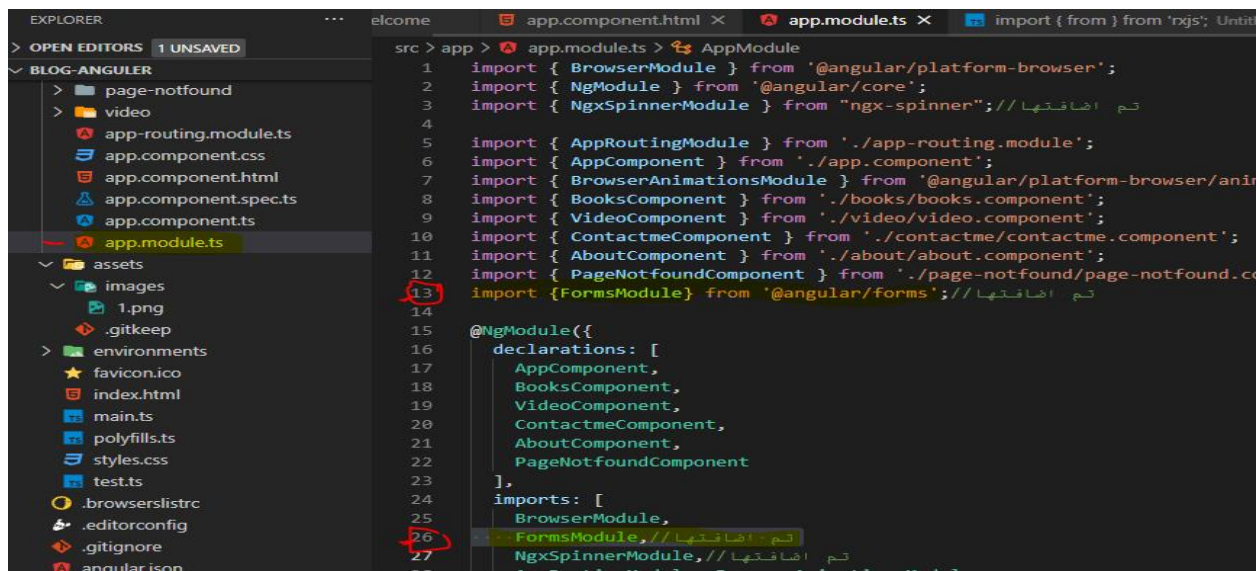 EXPLORER
···
> OPEN EDITORS 1 UNSAVED
BLOG-ANGULER
> page-notfound
> video
app-routing.module.ts
app.component.css
app.component.html
app.component.spec.ts
app.component.ts
app.module.ts
assets
images
1.png
.gitkeep
> environments
favicon.ico
index.html
main.ts
polyfills.ts
styles.css
test.ts
.browserslistrc
.editorconfig
.gitignore
angular.json
elcome
app.component.html ×
app.module.ts ×
import { from } from 'rxjs';
src > app > app.module.ts > AppModule
1 import { BrowserModule } from '@angular/platform-browser';
2 import { NgModule } from '@angular/core';
3 import { NgxSpinnerModule } from "ngx-spinner";//تم اضافتها
4
5 import { AppRoutingModule } from './app-routing.module';
6 import { AppComponent } from './app.component';
7 import { BrowserAnimationsModule } from '@angular/platform-browser/anim
8 import { BooksComponent } from './books/books.component';
9 import { VideoComponent } from './video/video.component';
10 import { ContactmeComponent } from './contactme/contactme.component';
11 import { AboutComponent } from './about/about.component';
12 import { PageNotfoundComponent } from './page-notfound/page-notfound.co
13 import {FormsModule} from '@angular/forms';//تم اضافتها
14
15 @NgModule({
16 declarations: [
17 AppComponent,
18 BooksComponent,
19 VideoComponent,
20 ContactmeComponent,
21 AboutComponent,
22 PageNotfoundComponent
23 ],
24 imports: [
25 BrowserModule,
26 FormsModule,//تم اضافتها
27 NgxSpinnerModule,//تم اضافتها